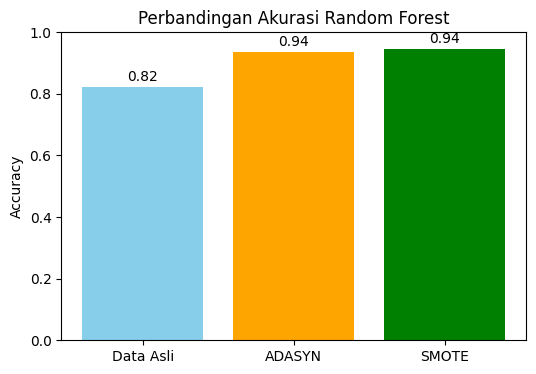 Perbandingan Akurasi Random Forest
1.0
0.8
0.6
0.4
0.2
0.0
Accuracy
0.82
0.94
0.94
Data Asli
ADASYN
SMOTE